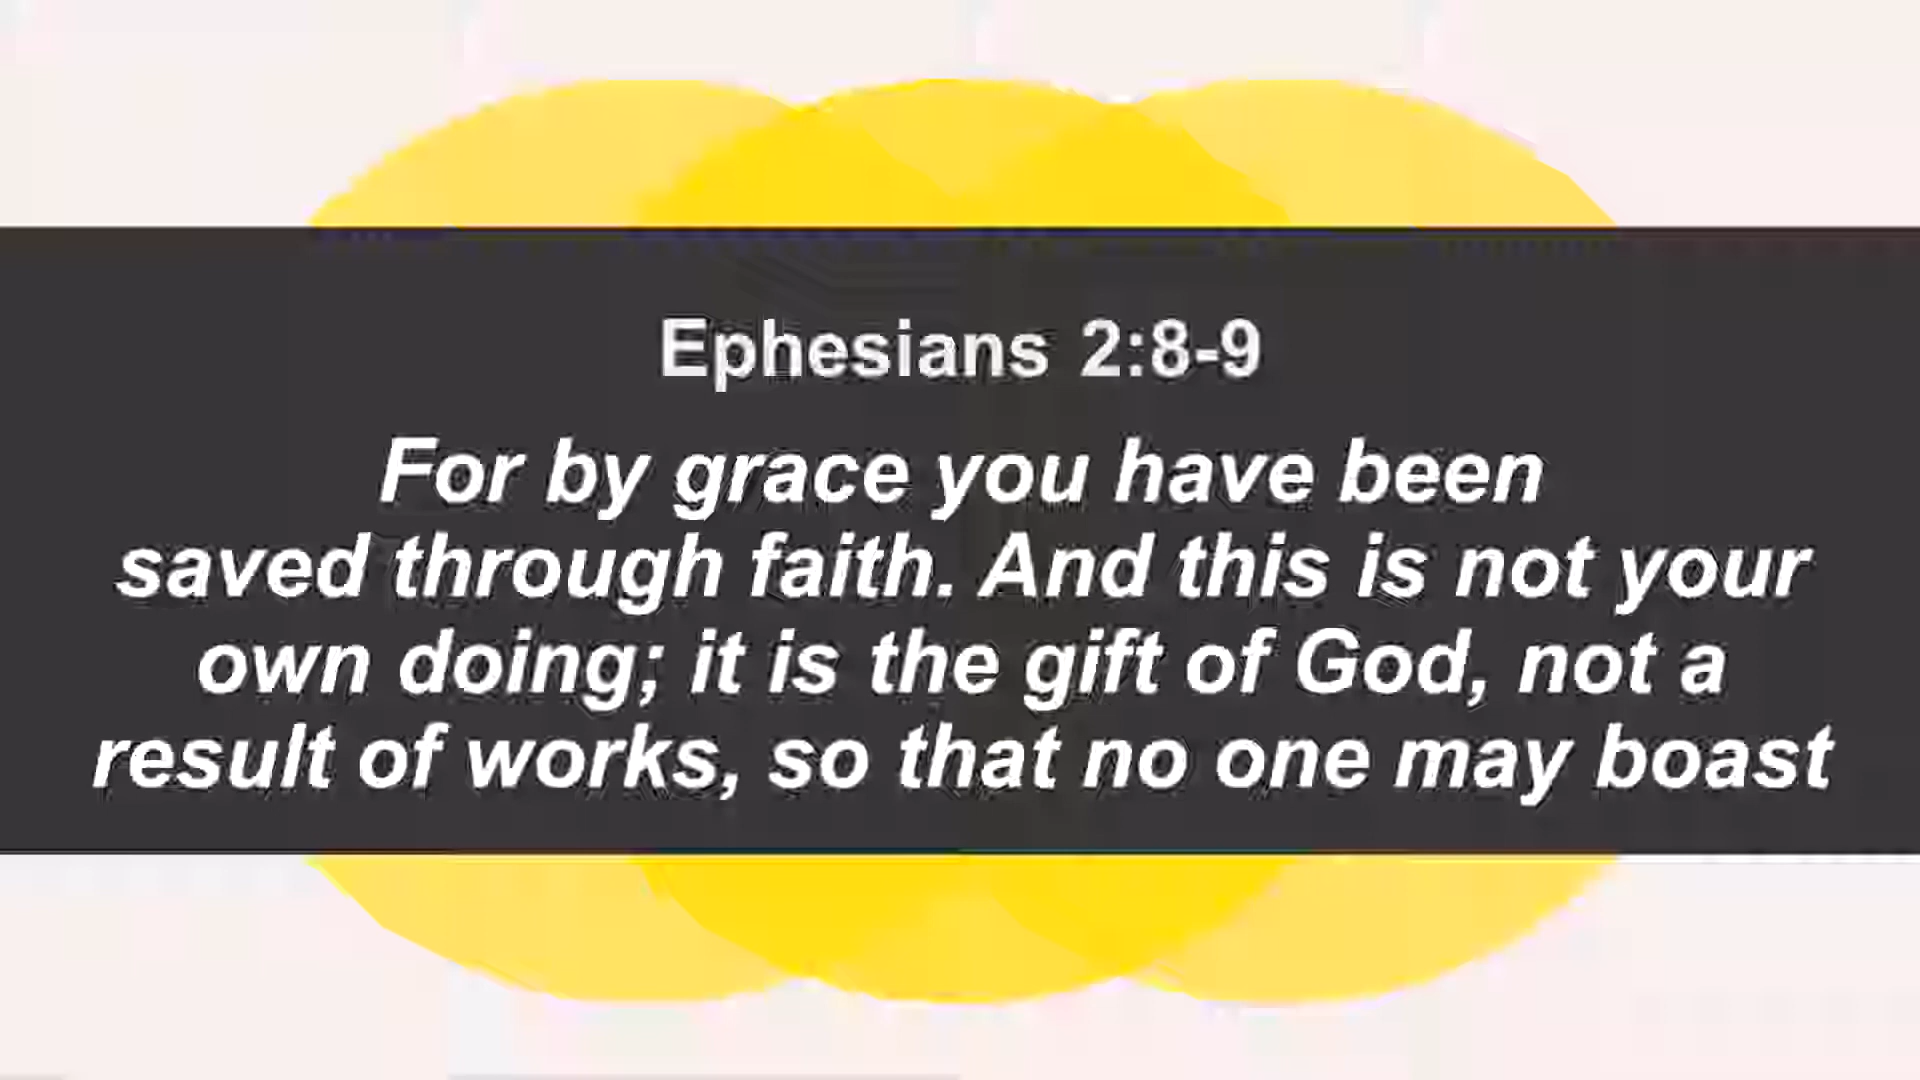 Ephesians 2:8-9
For by grace you have been
saved through faith. And this is not your
own doing; it is the gift of God, not a
result of works, so that no one may boast